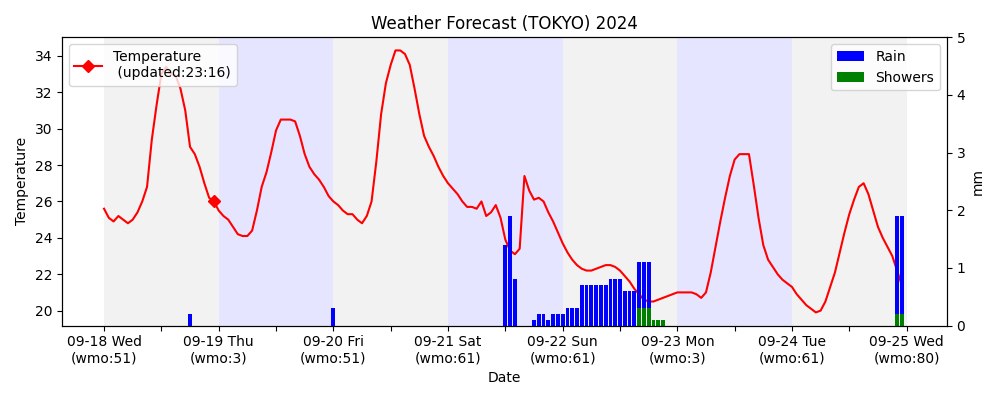 Weather Forecast (TOKYO) 2024
Temperature
(updated:23:16)
Rain
Showers
34
32
30
28
26
24
22
20
Temperature
5
4
3
2
1
0
mm
09-18 Wed
(wmo:51)
09-19 Thu
(wmo:3)
09-20 Fri
(wmo:51)
09-21 Sat
(wmo:61)
09-22 Sun
(wmo:61)
09-23 Mon
(wmo:3)
09-24 Tue
(wmo:61)
09-25 Wed
(wmo:80)
Date